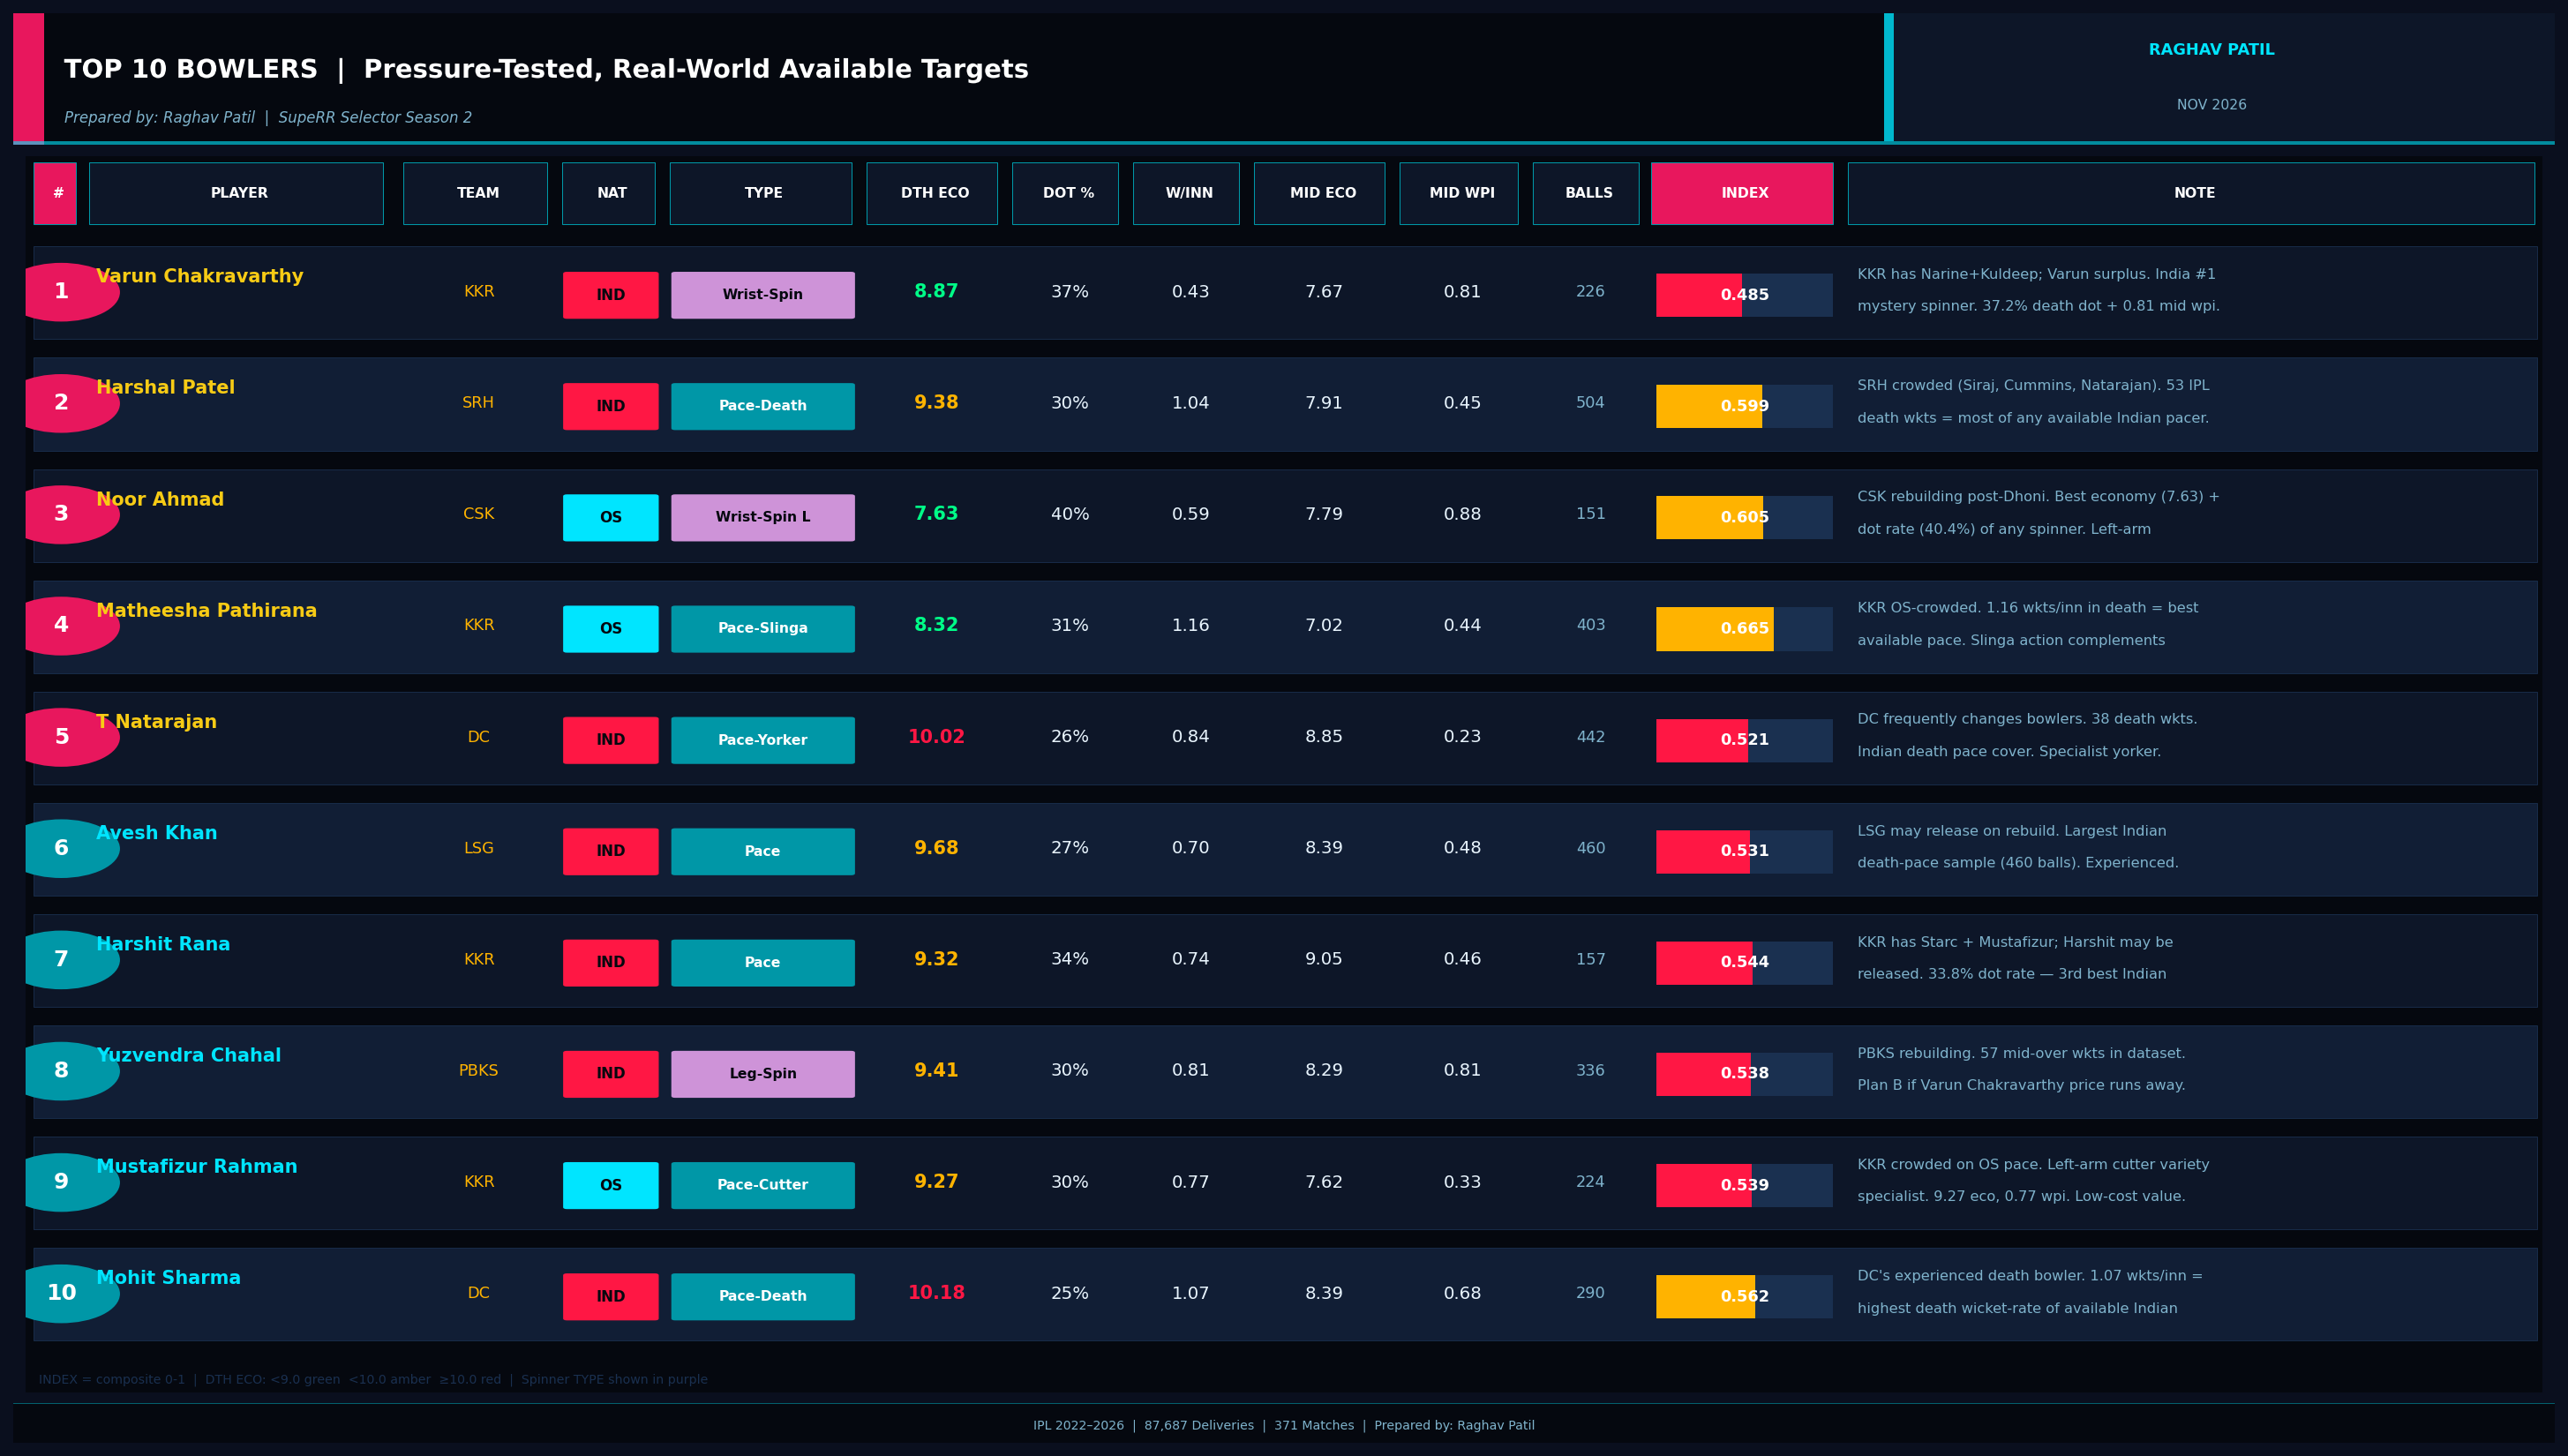 TOP 10 BOWLERS | Pressure-Tested, Real-World Available Targets
Prepared by: Raghav Patil | SupeRR Selector Season 2
RAGHAV PATIL
NOV 2026
# PLAYER TEAM NAT TYPE DTH ECO DOT % W/INN MID ECO MID WPI BALLS INDEX NOTE
1 Varun Chakravarthy KKR IND Wrist-Spin 8.87 37% 0.43 7.67 0.81 226 0.485 KKR has Narine+Kuldeep; Varun surplus. India #1
mystery spinner. 37.2% death dot + 0.81 mid wpi.
2 Harshal Patel SRH IND Pace-Death 9.38 30% 1.04 7.91 0.45 504 0.599 SRH crowded (Siraj, Cummins, Natarajan). 53 IPL
death wkts = most of any available Indian pacer.
3 Noor Ahmad CSK OS Wrist-Spin L 7.63 40% 0.59 7.79 0.88 151 0.605 CSK rebuilding post-Dhoni. Best economy (7.63) +
dot rate (40.4%) of any spinner. Left-arm
4 Matheesha Pathirana KKR OS Pace-Slinga 8.32 31% 1.16 7.02 0.44 403 0.665 KKR OS-crowded. 1.16 wkts/inn in death = best
available pace. Slinga action complements
5 T Natarajan DC IND Pace-Yorker 10.02 26% 0.84 8.85 0.23 442 0.521 DC frequently changes bowlers. 38 death wkts.
Indian death pace cover. Specialist yorker.
6 Avesh Khan LSG IND Pace 9.68 27% 0.70 8.39 0.48 460 0.531 LSG may release on rebuild. Largest Indian
death-pace sample (460 balls). Experienced.
7 Harshit Rana KKR IND Pace 9.32 34% 0.74 9.05 0.46 157 0.544 KKR has Starc + Mustafizur; Harshit may be
released. 33.8% dot rate — 3rd best Indian
8 Yuzvendra Chahal PBKS IND Leg-Spin 9.41 30% 0.81 8.29 0.81 336 0.538 PBKS rebuilding. 57 mid-over wkts in dataset.
Plan B if Varun Chakravarthy price runs away.
9 Mustafizur Rahman KKR OS Pace-Cutter 9.27 30% 0.77 7.62 0.33 224 0.539 KKR crowded on OS pace. Left-arm cutter variety
specialist. 9.27 eco, 0.77 wpi. Low-cost value.
10 Mohit Sharma DC IND Pace-Death 10.18 25% 1.07 8.39 0.68 290 0.562 DC's experienced death bowler. 1.07 wkts/inn =
highest death wicket-rate of available Indian
INDEX = composite 0-1 | DTH ECO: <9.0 green <10.0 amber ≥10.0 red | Spinner TYPE shown in purple
IPL 2022–2026 | 87,687 Deliveries | 371 Matches | Prepared by: Raghav Patil